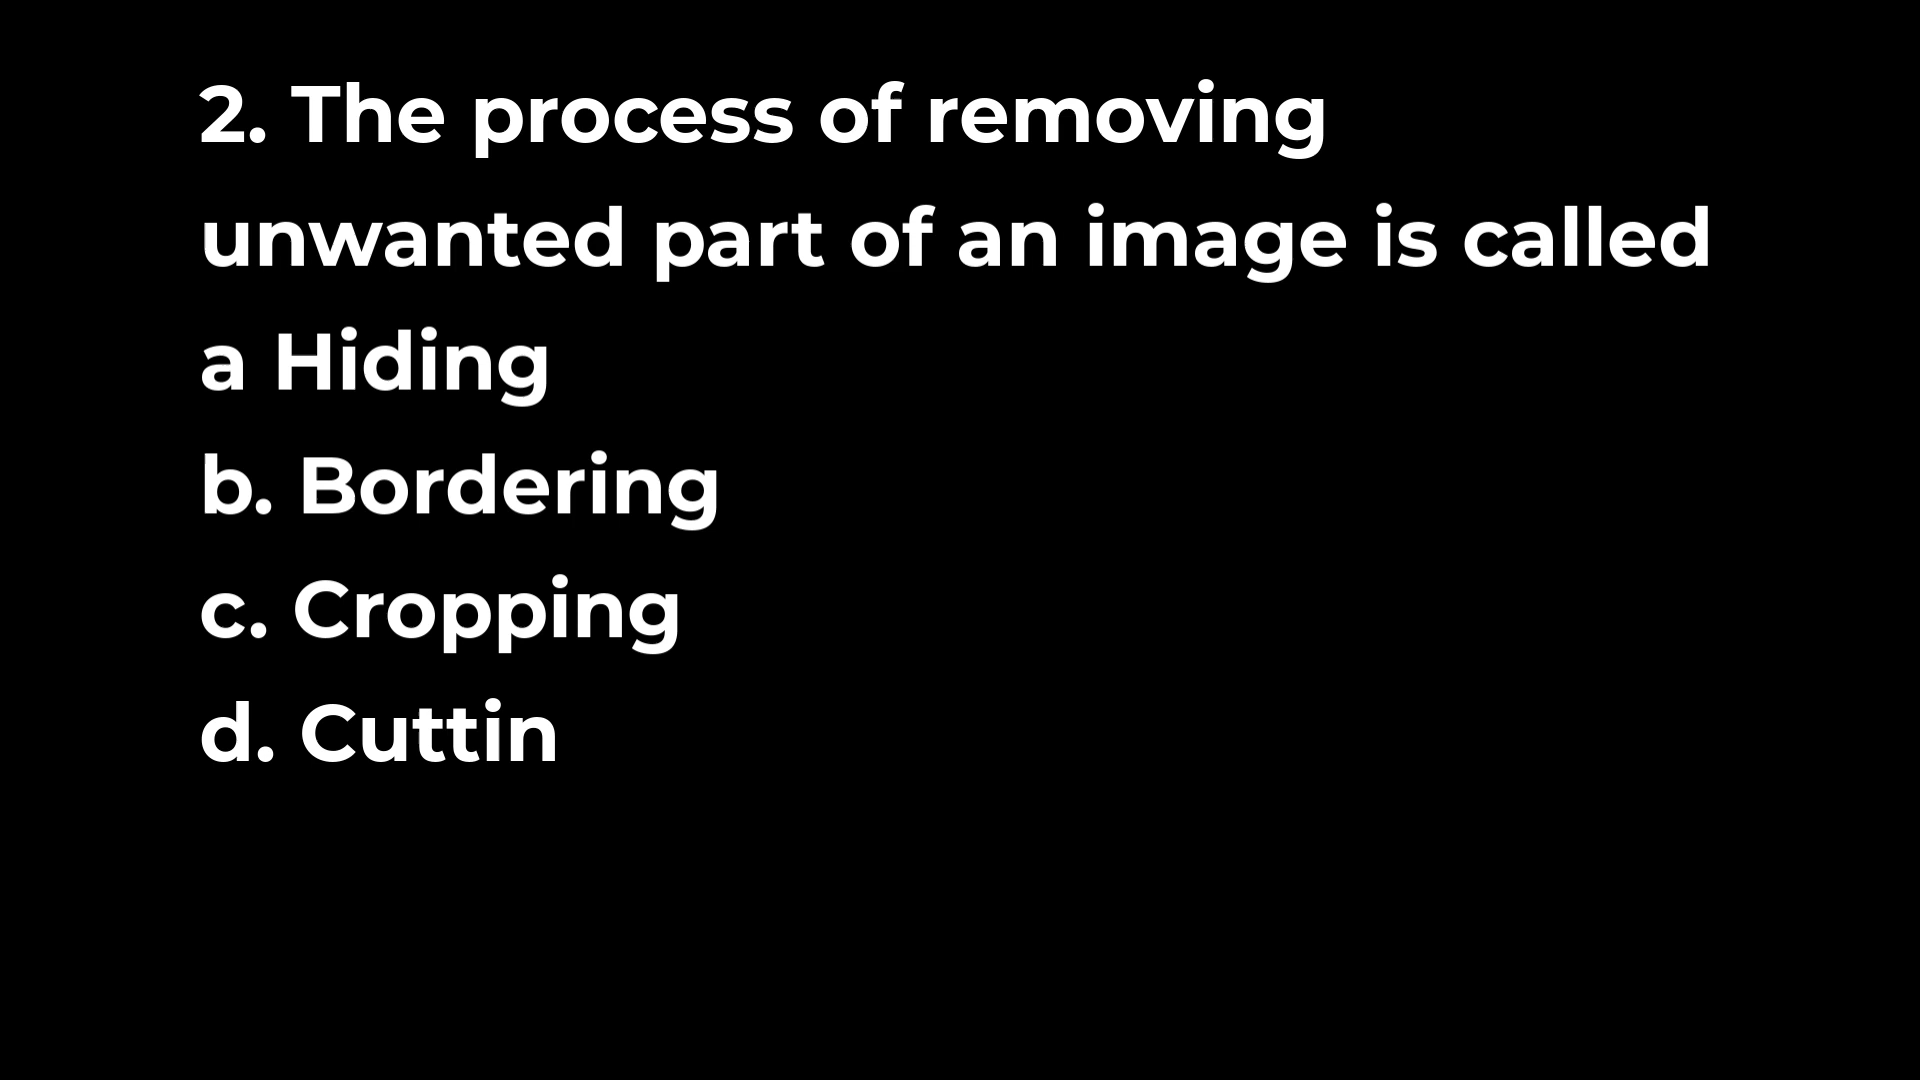 2. The process of removing
unwanted part of an image is called
a Hiding
b. Bordering
c. Cropping
d. Cuttin